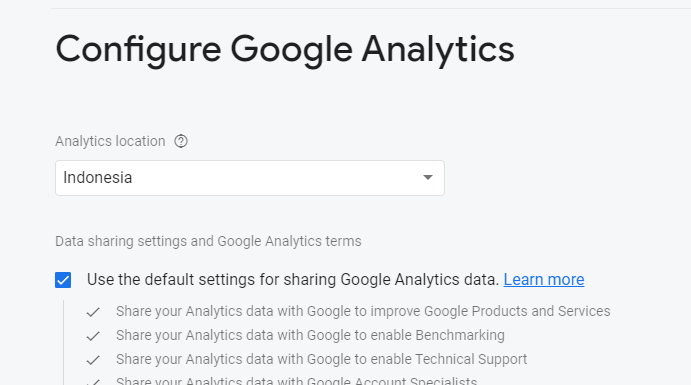 Configure Google Analytics
Analytics location
Indonesia
Data sharing settings and Google Analytics terms
Use the default settings for sharing Google Analytics data. Learn more
Share your Analytics data with Google to improve Google Products and Services
Share your Analytics data with Google to enable Benchmarking
Share your Analytics data with Google to enable Technical Support
Share your Analytics data with Google Account Specialists